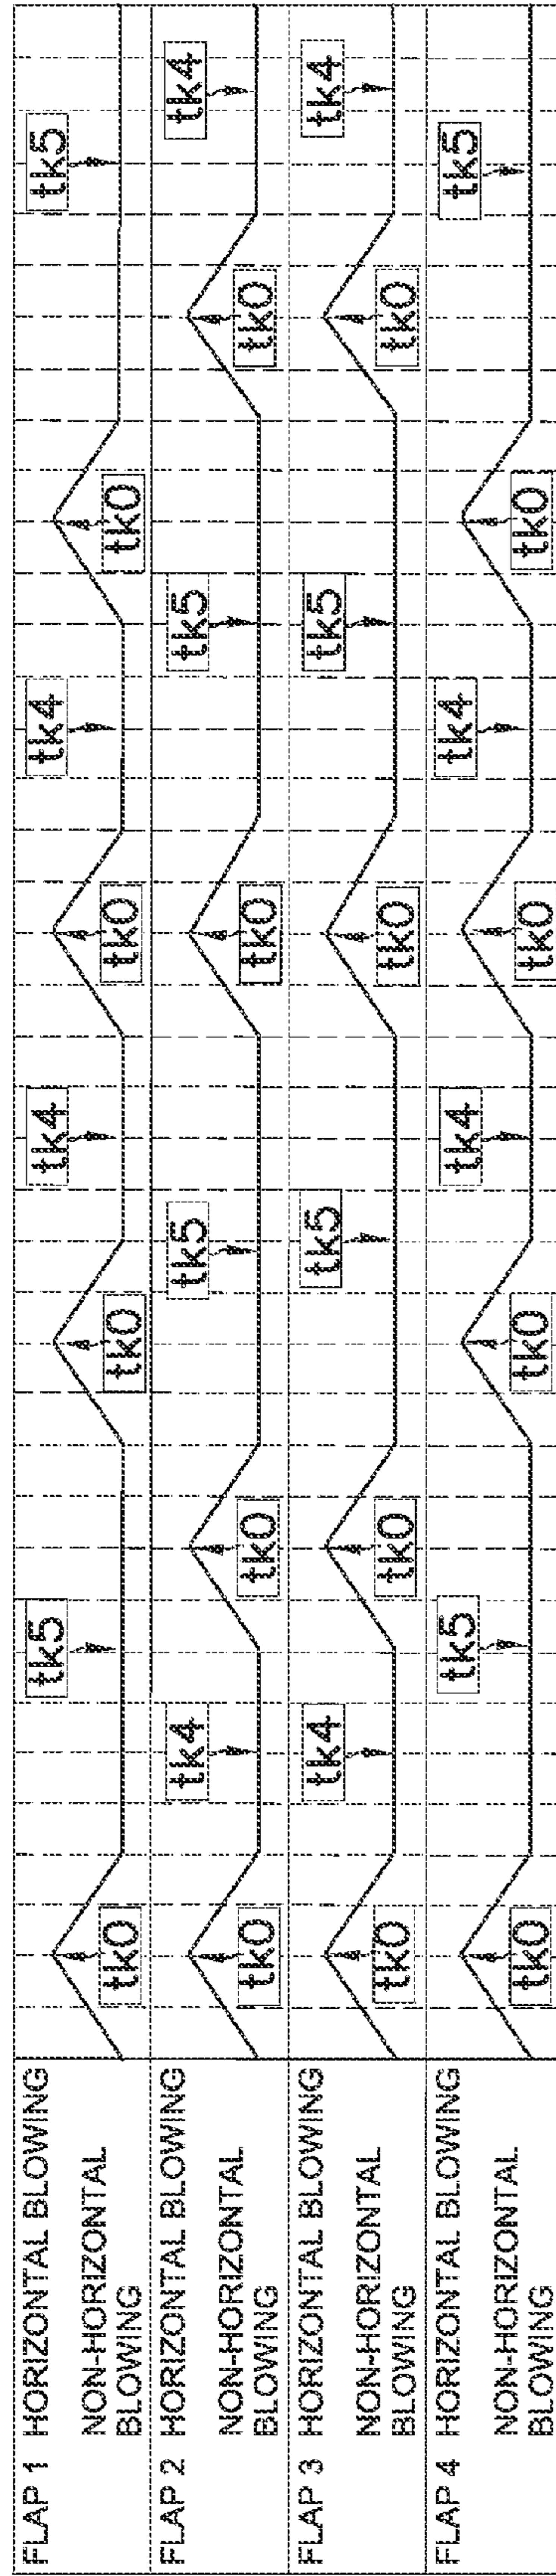 FLAP 1 HORIZONTAL BLOWING tk5 tk4 tk4 tk5
NON-HORIZONTAL
BLOWING tk0 tk0 tk0 tk0
FLAP 2 HORIZONTAL BLOWING tk4 tk5 tk5 tk4
NON-HORIZONTAL
BLOWING tk0 tk0 tk0 tk0
FLAP 3 HORIZONTAL BLOWING tk4 tk5 tk5 tk4
NON-HORIZONTAL
BLOWING tk0 tk0 tk0 tk0
FLAP 4 HORIZONTAL BLOWING tk5 tk4 tk4 tk5
NON-HORIZONTAL
BLOWING tk0 tk0 tk0 tk0